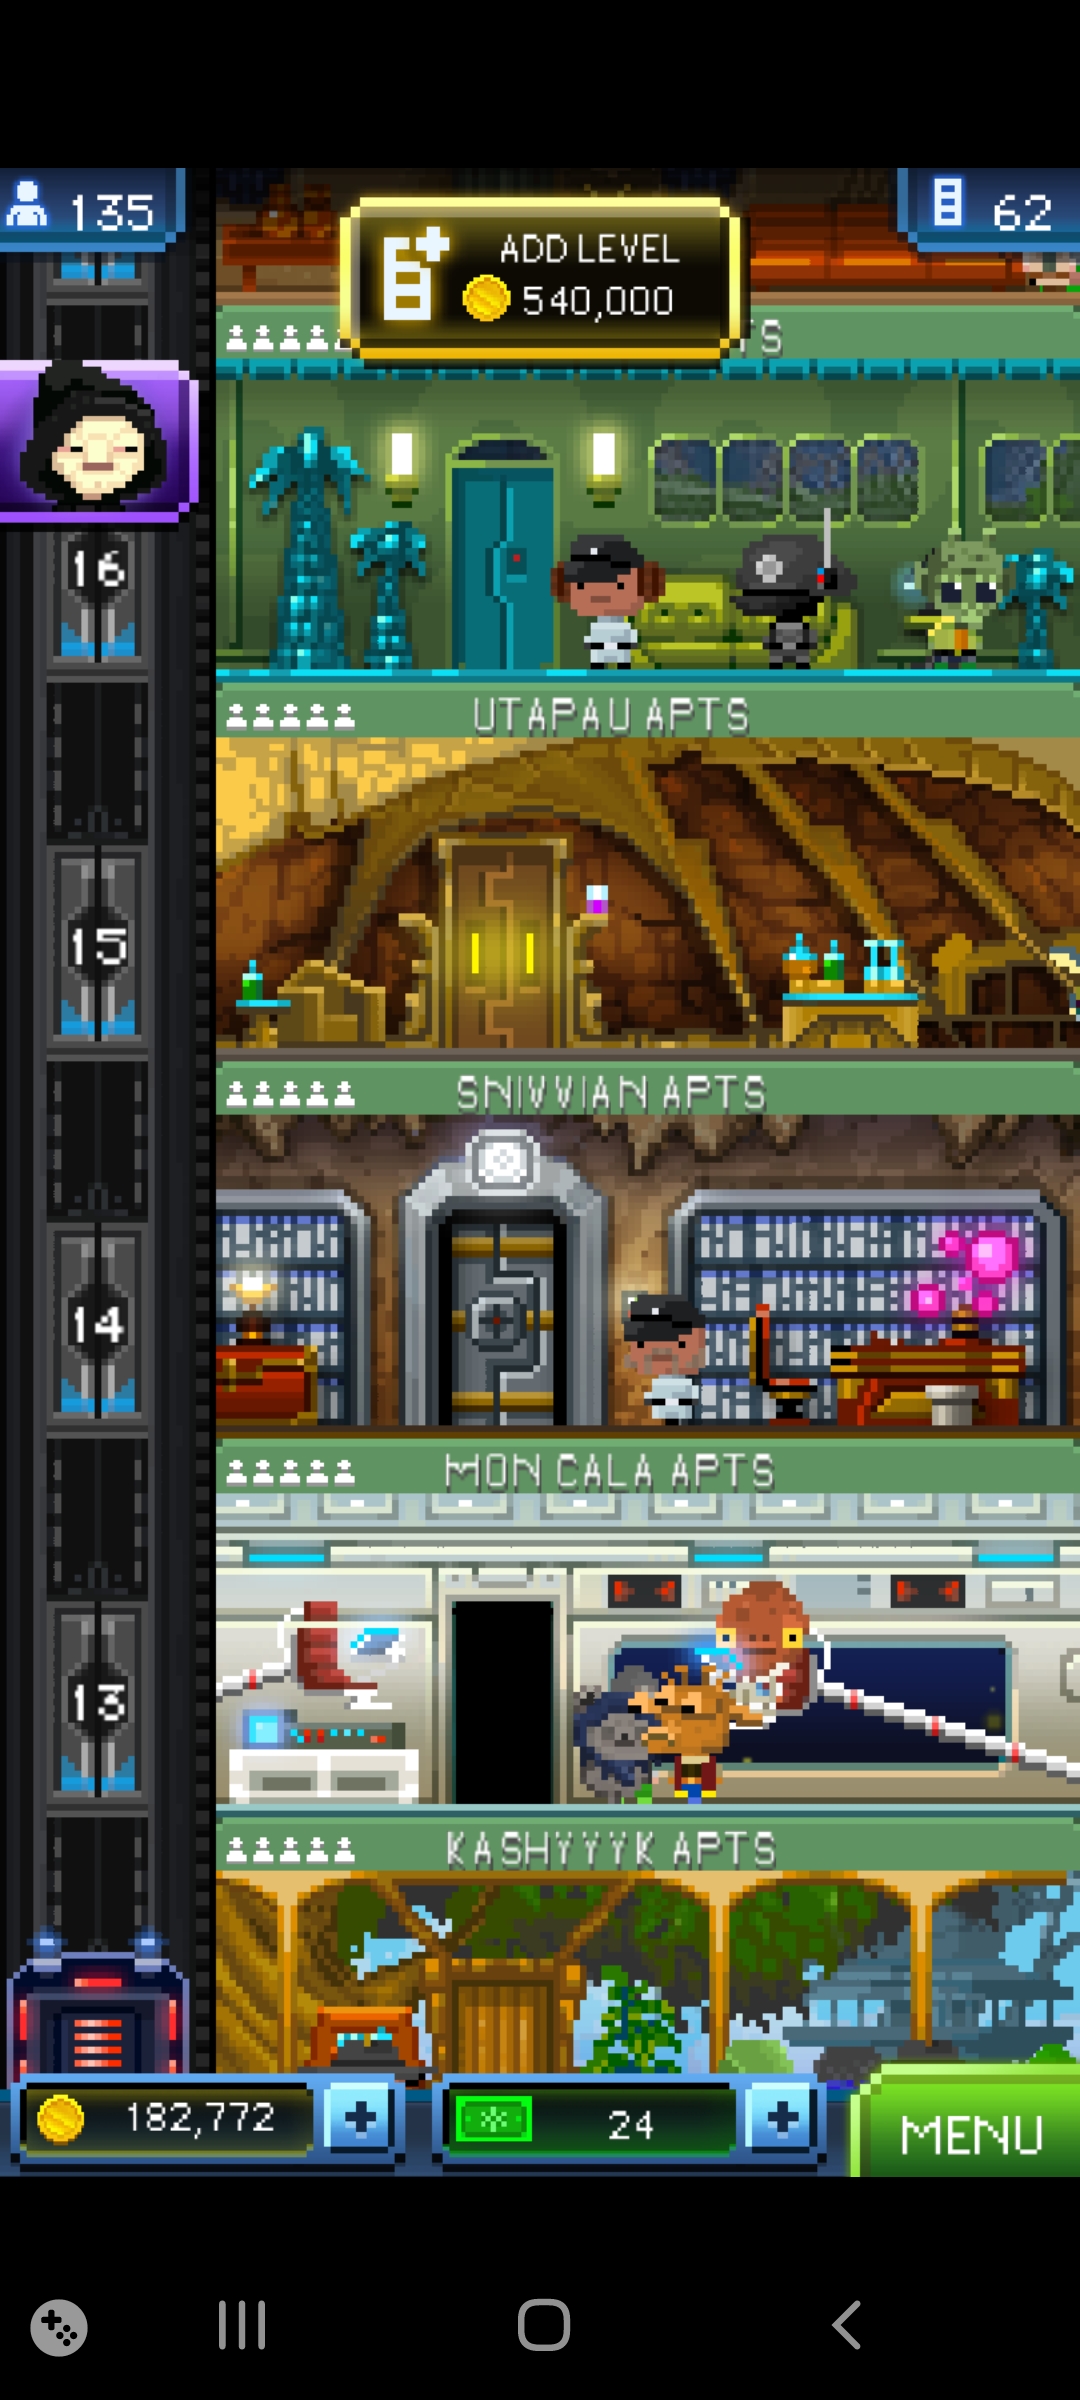 135
62
ADD LEVEL
540,000
TS
16
UTAPAU APTS
15
SNIVVIAN APTS
14
MON CALA APTS
13
KASHYYYK APTS
182,772
24
MENU